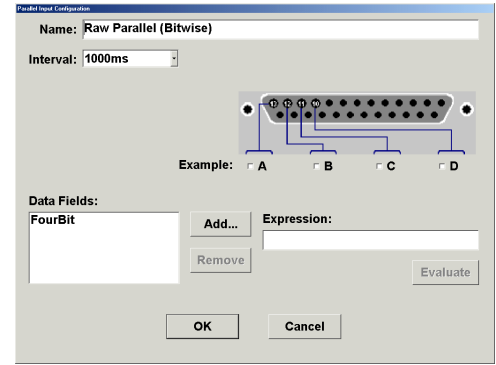 Parallel Input Configuration
Name: Raw Parallel (Bitwise)
Interval: 1000ms
13 12 11 10
Example: A B C D
Data Fields:
FourBit
Add...
Remove
Expression:
Evaluate
OK Cancel